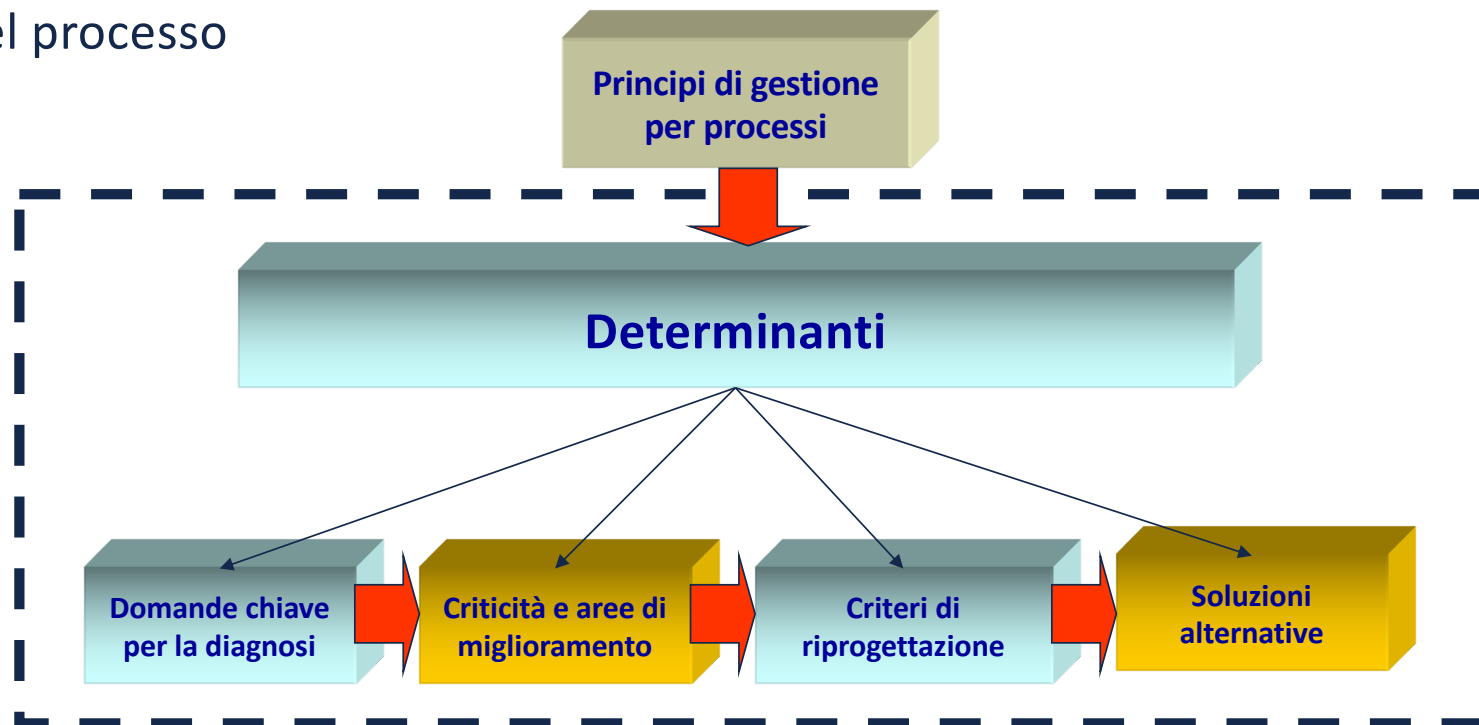 el processo
Principi di gestione
per processi
Determinanti
Domande chiave
per la diagnosi
Criticità e aree di
miglioramento
Criteri di
riprogettazione
Soluzioni
alternative